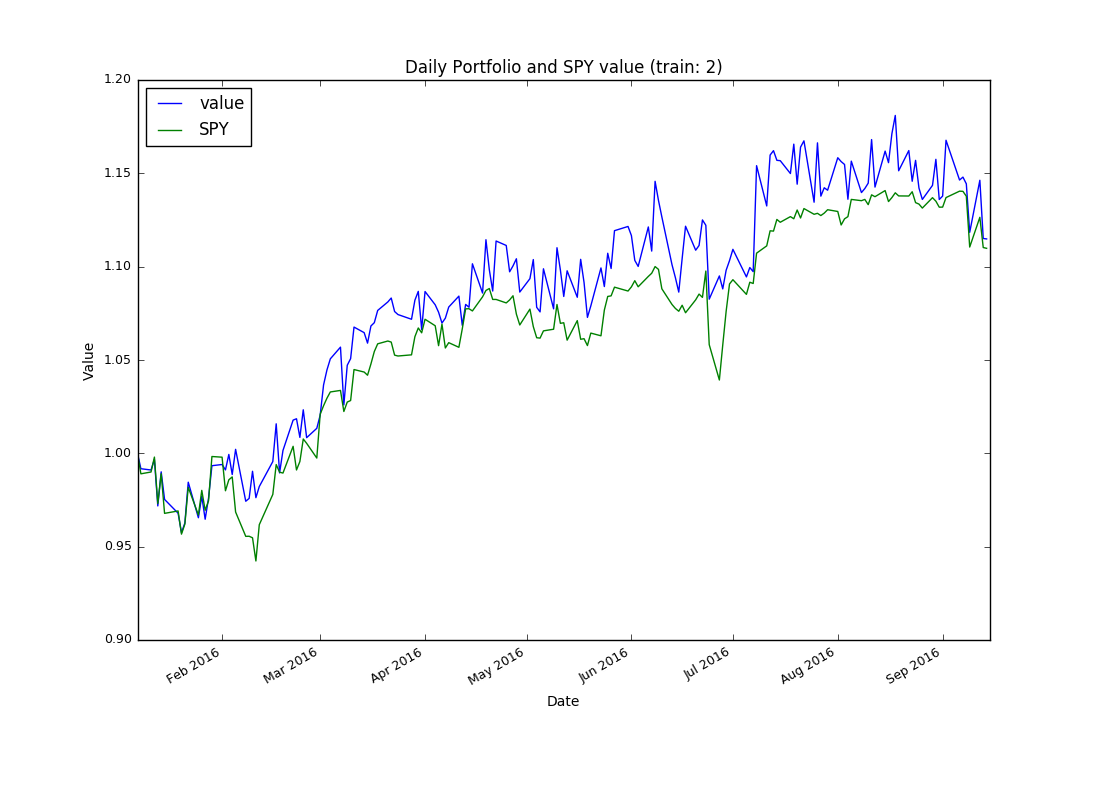 Daily Portfolio and SPY value (train: 2)
value
SPY
1.20
1.15
1.10
1.05
1.00
0.95
0.90
Value
Feb 2016
Mar 2016
Apr 2016
May 2016
Jun 2016
Jul 2016
Aug 2016
Sep 2016
Date